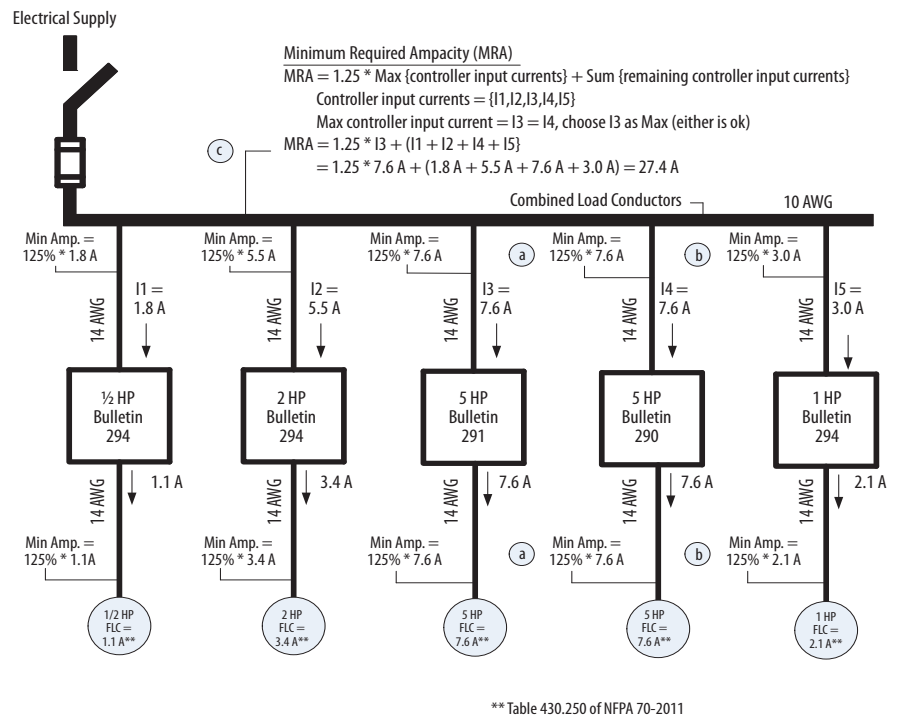 Electrical Supply
Minimum Required Ampacity (MRA)
MRA = 1.25 * Max {controller input currents} + Sum {remaining controller input currents}
Controller input currents = {I1,I2,I3,I4,I5}
Max controller input current = I3 = I4, choose I3 as Max (either is ok)
c
MRA = 1.25 * I3 + (I1 + I2 + I4 + I5}
= 1.25 * 7.6 A + (1.8 A + 5.5 A + 7.6 A + 3.0 A) = 27.4 A
Combined Load Conductors
10 AWG
Min Amp. =
125% * 1.8 A
Min Amp. =
125% * 5.5 A
Min Amp. =
125% * 7.6 A
a
Min Amp. =
125% * 7.6 A
b
Min Amp. =
125% * 3.0 A
14 AWG
I1 =
1.8 A
14 AWG
I2 =
5.5 A
14 AWG
I3 =
7.6 A
14 AWG
I4 =
7.6 A
14 AWG
I5 =
3.0 A
½ HP
Bulletin
294
2 HP
Bulletin
294
5 HP
Bulletin
291
5 HP
Bulletin
290
1 HP
Bulletin
294
14 AWG
1.1 A
14 AWG
3.4 A
14 AWG
7.6 A
14 AWG
7.6 A
14 AWG
2.1 A
Min Amp. =
125% * 1.1A
Min Amp. =
125% * 3.4 A
Min Amp. =
125% * 7.6 A
a
Min Amp. =
125% * 7.6 A
b
Min Amp. =
125% * 2.1 A
1/2 HP
FLC =
1.1 A**
2 HP
FLC =
3.4 A**
5 HP
FLC =
7.6 A**
5 HP
FLC =
7.6 A**
1 HP
FLC =
2.1 A**
** Table 430.250 of NFPA 70-2011